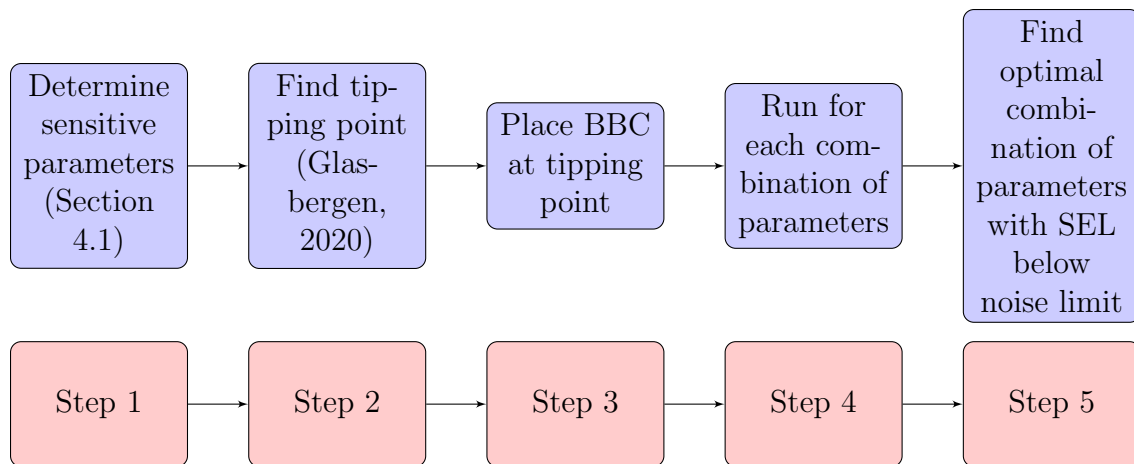 Determine
sensitive
parameters
(Section
4.1)
Find tip-
ping point
(Glas-
bergen,
2020)
Place BBC
at tipping
point
Run for
each com-
bination of
parameters
Find
optimal
combi-
nation of
parameters
with SEL
below
noise limit
Step 1
Step 2
Step 3
Step 4
Step 5